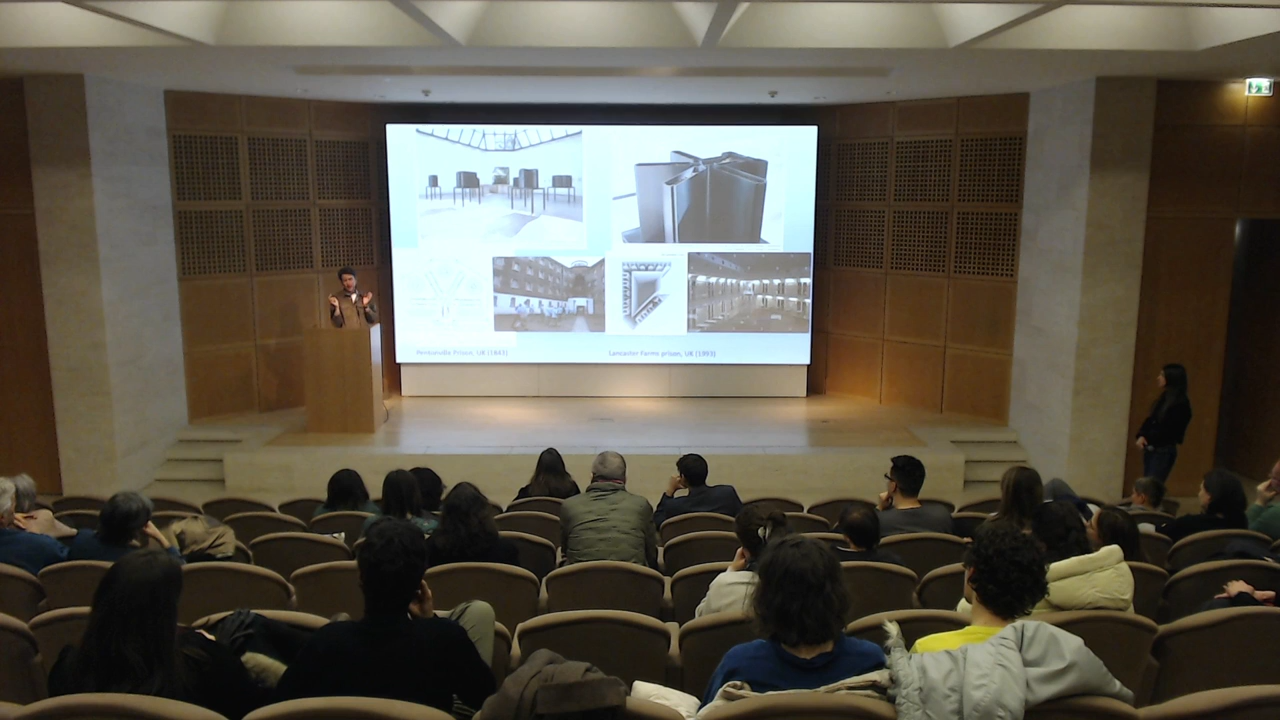 Pentonville Prison, UK (1842)
Lancaster Farms prison, UK (1993)